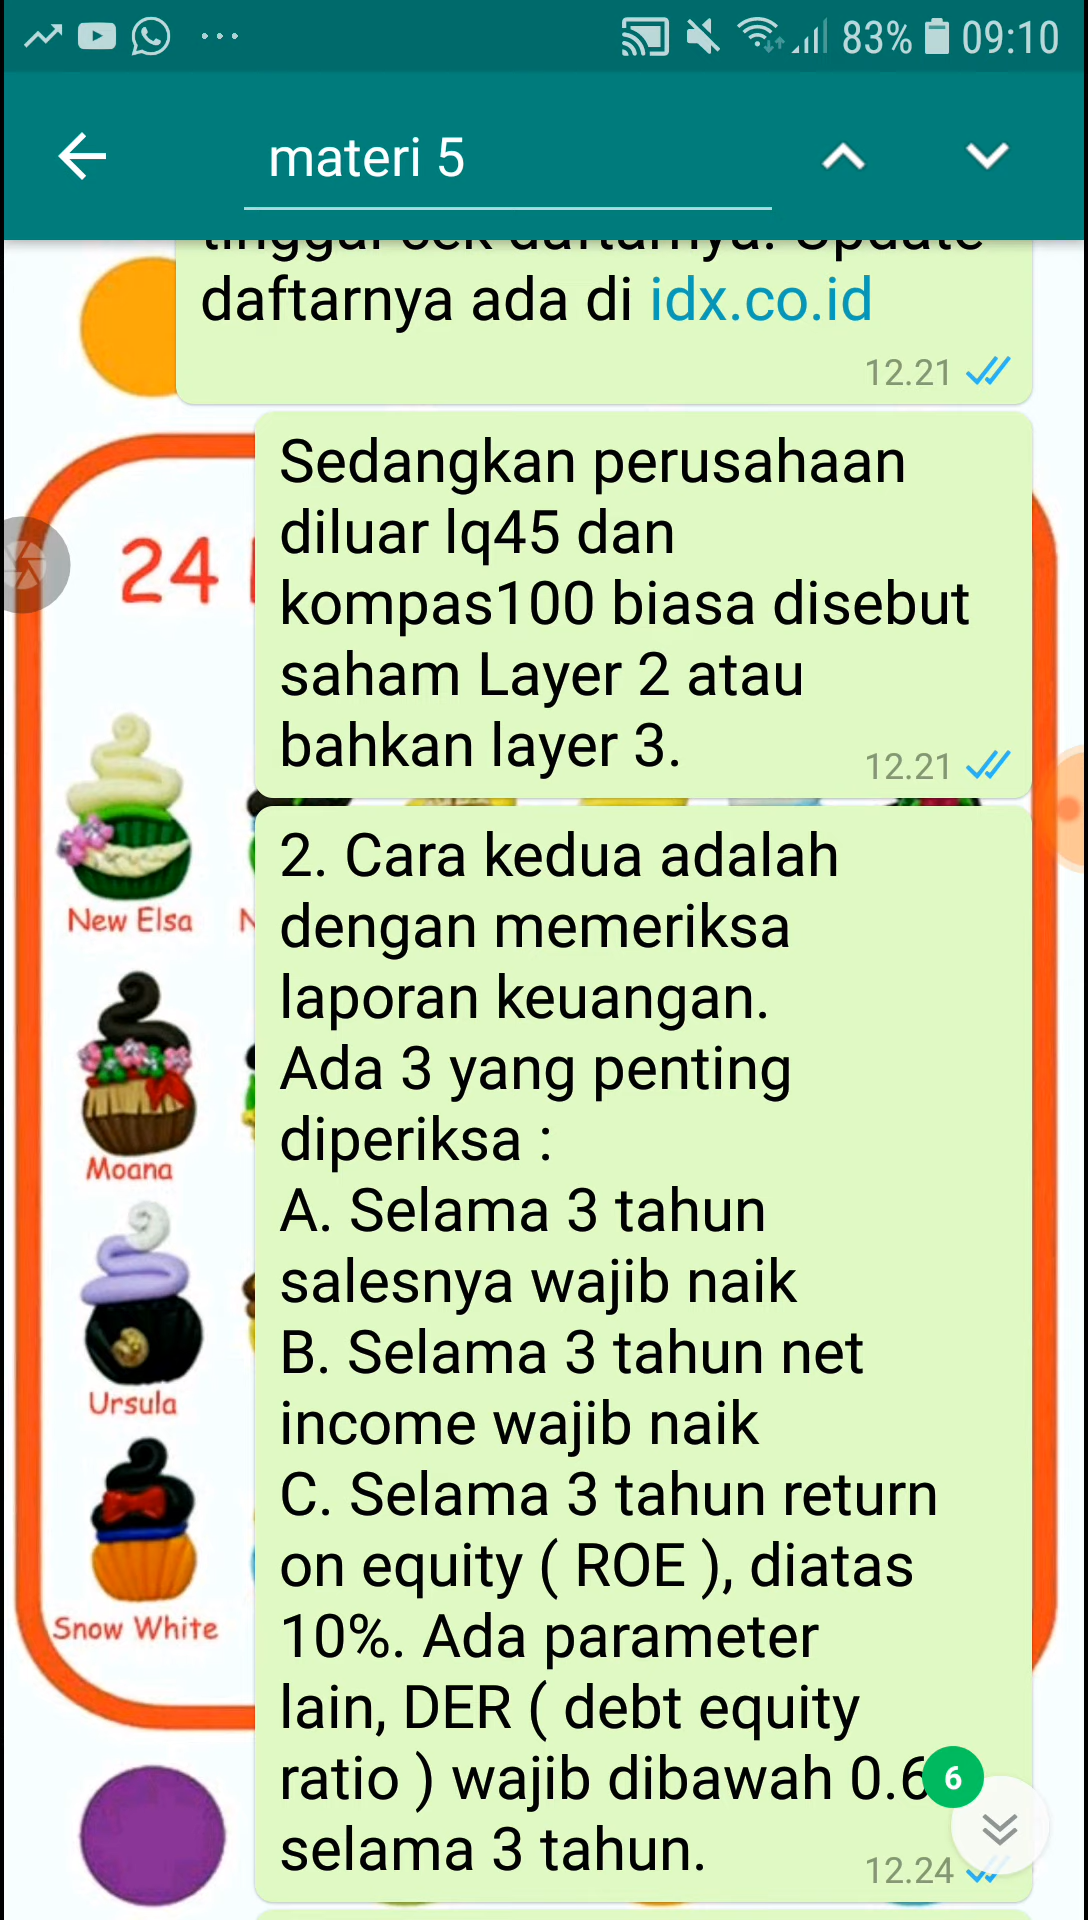 83% 09:10
materi 5
daftarnya ada di idx.co.id
12.21
Sedangkan perusahaan
diluar lq45 dan
kompas100 biasa disebut
saham Layer 2 atau
bahkan layer 3.
12.21
2. Cara kedua adalah
dengan memeriksa
laporan keuangan.
Ada 3 yang penting
diperiksa :
A. Selama 3 tahun
salesnya wajib naik
B. Selama 3 tahun net
income wajib naik
C. Selama 3 tahun return
on equity ( ROE ), diatas
10%. Ada parameter
lain, DER ( debt equity
ratio ) wajib dibawah 0.6
selama 3 tahun.
12.24
6
24
New Elsa
Moana
Ursula
Snow White